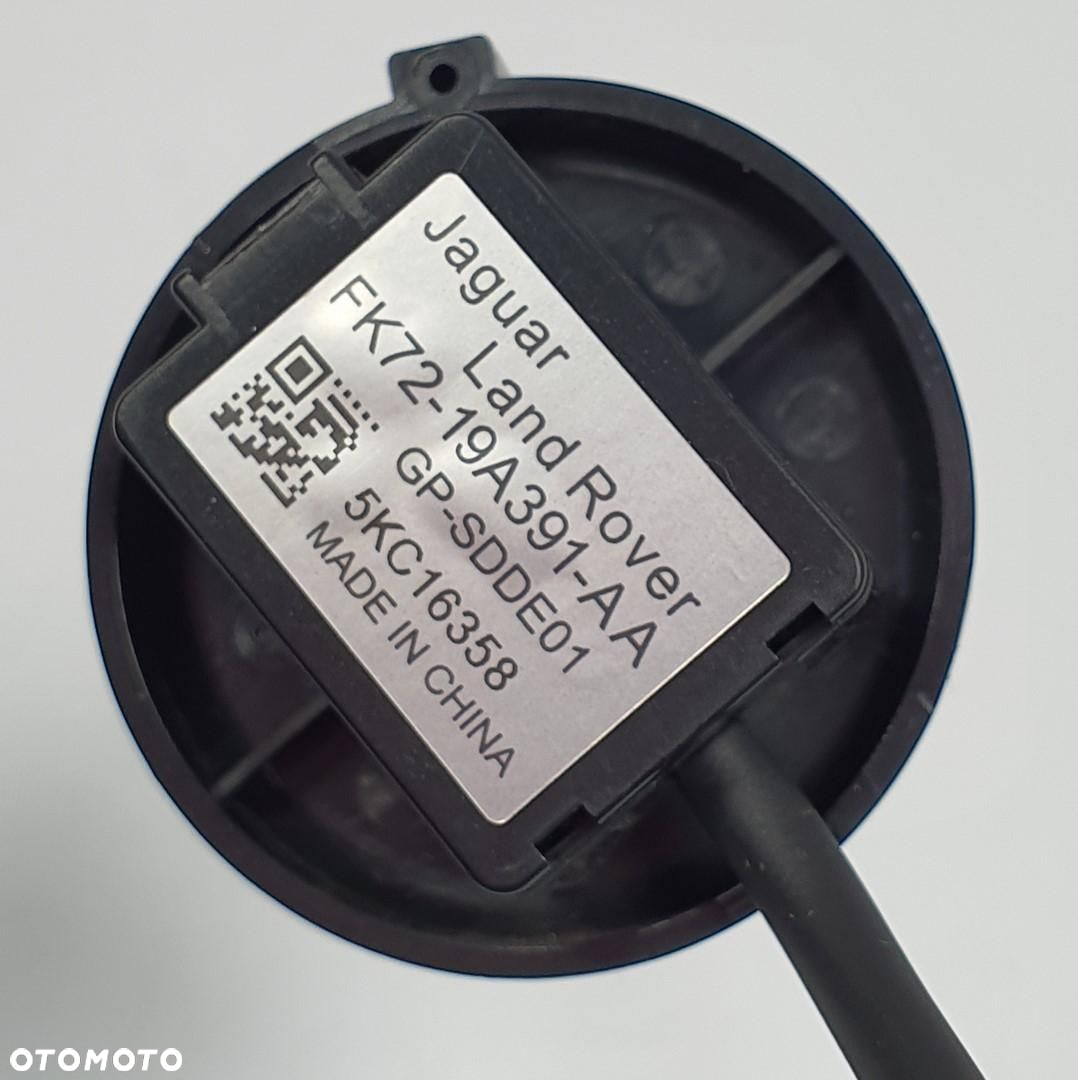 Jaguar
Land Rover
FK72-19A391-AA
GP-SDDE01
5KC16358
MADE IN CHINA
OTOMOTO